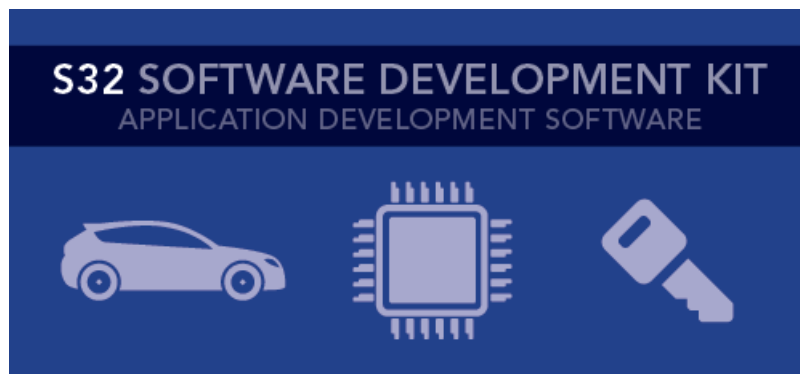 S32 SOFTWARE DEVELOPMENT KIT
APPLICATION DEVELOPMENT SOFTWARE